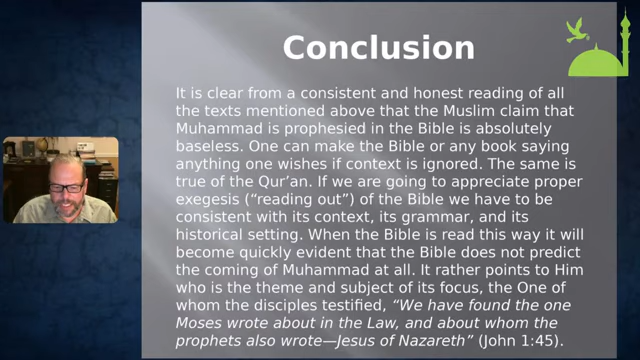 Conclusion
It is clear from a consistent and honest reading of all
the texts mentioned above that the Muslim claim that
Muhammad is prophesied in the Bible is absolutely
baseless. One can make the Bible or any book saying
anything one wishes if context is ignored. The same is
true of the Qur’an. If we are going to appreciate proper
exegesis (“reading out”) of the Bible we have to be
consistent with its context, its grammar, and its
historical setting. When the Bible is read this way it will
become quickly evident that the Bible does not predict
the coming of Muhammad at all. It rather points to Him
who is the theme and subject of its focus, the One of
whom the disciples testified, “We have found the one
Moses wrote about in the Law, and about whom the
prophets also wrote—Jesus of Nazareth” (John 1:45).